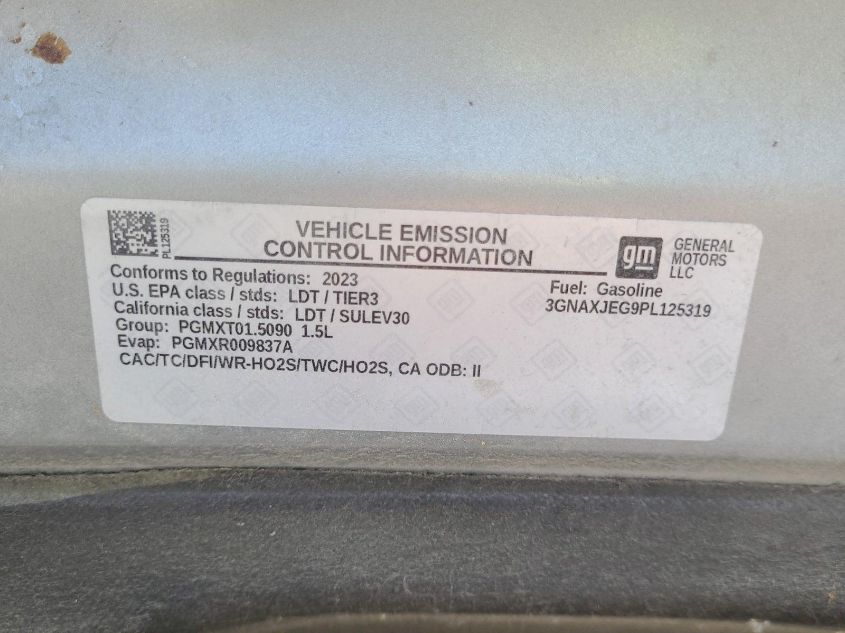 PL125319
VEHICLE EMISSION
CONTROL INFORMATION
gm
GENERAL
MOTORS
LLC
Conforms to Regulations: 2023
U.S. EPA class / stds: LDT / TIER3
California class / stds: LDT / SULEV30
Group: PGMXT01.5090 1.5L
Evap: PGMXR009837A
CAC/TC/DFI/WR-HO2S/TWC/HO2S, CA ODB: II
Fuel: Gasoline
3GNAXJEG9PL125319